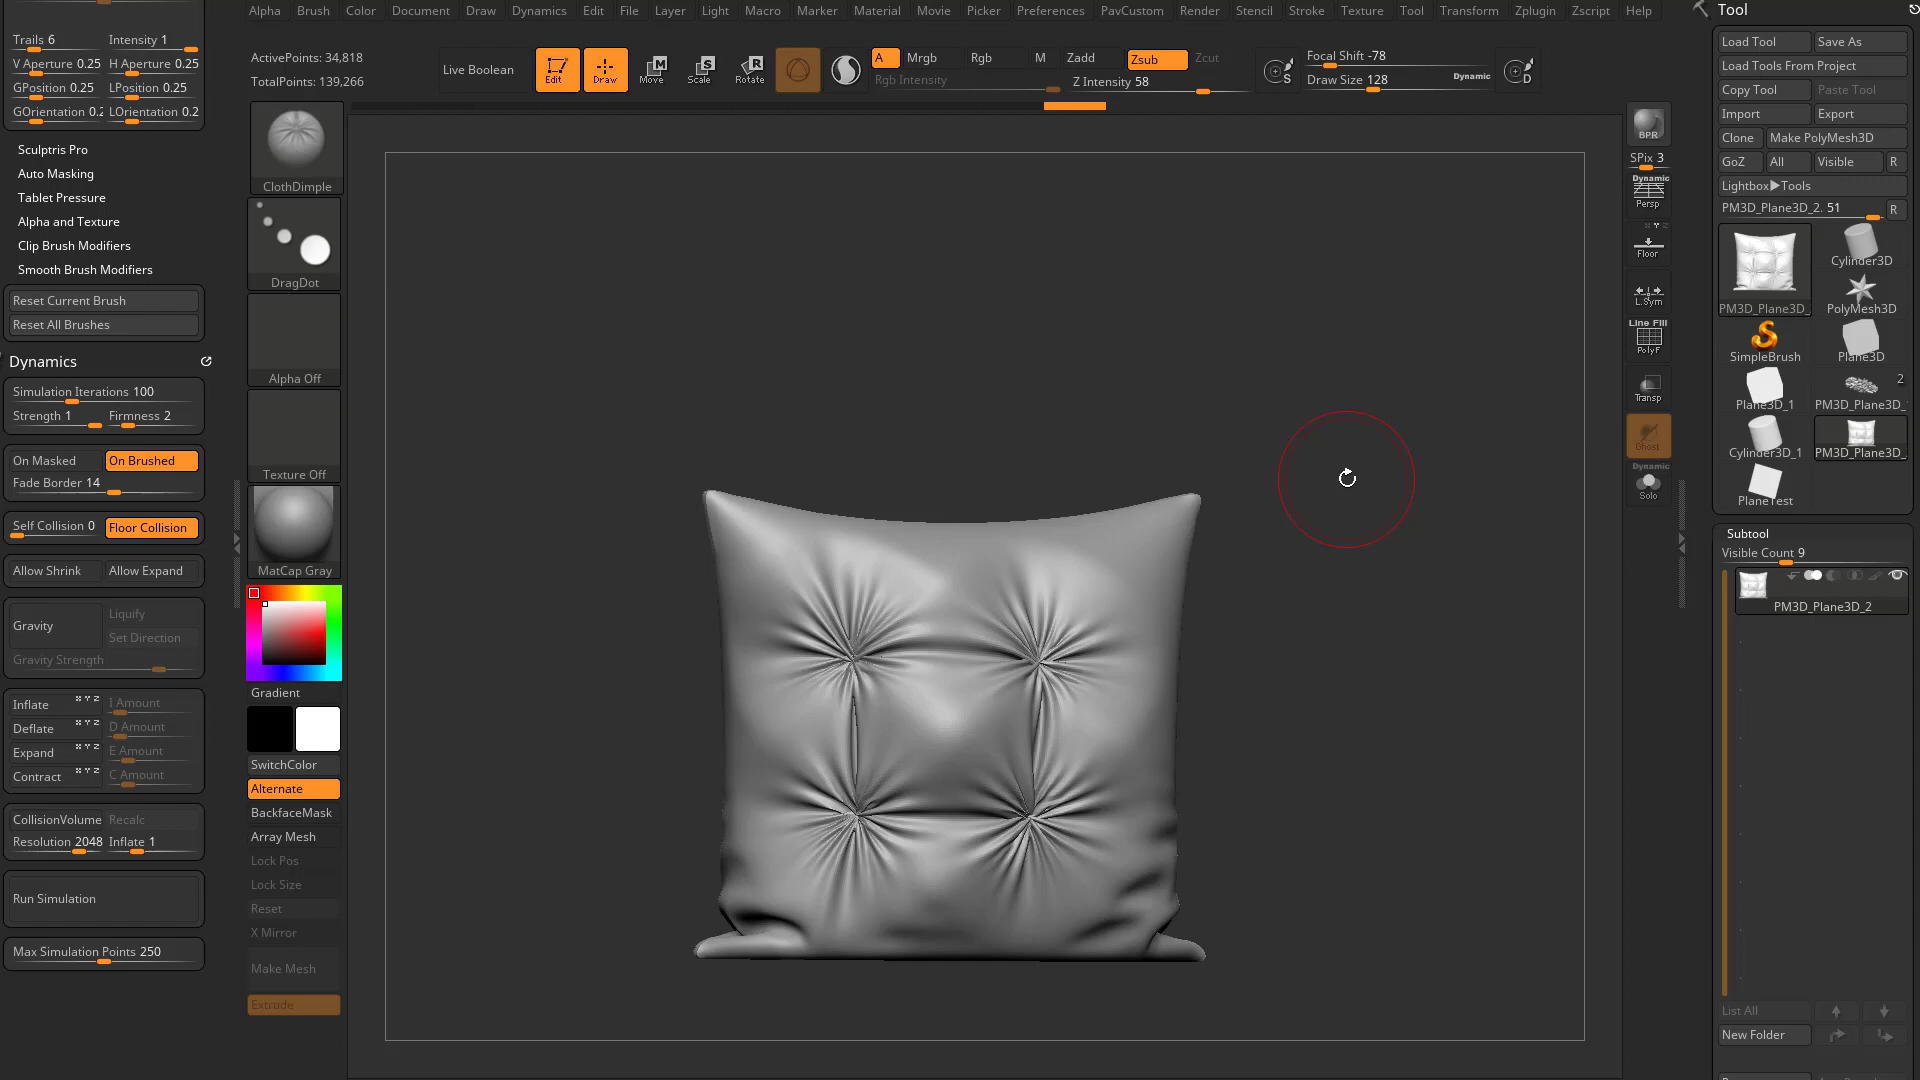 Alpha Brush Color Document Draw Dynamics Edit File Layer Light Macro Marker Material Movie Picker Preferences PavCustom Render Stencil Stroke Texture Tool Transform Zplugin Zscript Help
Trails 6 Intensity 1
V Aperture 0.25 H Aperture 0.25
GPosition 0.25 LPosition 0.25
GOrientation 0.2 LOrientation 0.2
Sculptris Pro
Auto Masking
Tablet Pressure
Alpha and Texture
Clip Brush Modifiers
Smooth Brush Modifiers
Reset Current Brush
Reset All Brushes
Dynamics
Simulation Iterations 100
Strength 1 Firmness 2
On Masked On Brushed
Fade Border 14
Self Collision 0 Floor Collision
Allow Shrink Allow Expand
Gravity Liquify
Set Direction
Gravity Strength
Inflate X Y Z I Amount
Deflate X Y Z D Amount
Expand X Y Z E Amount
Contract X Y Z C Amount
CollisionVolume Recalc
Resolution 2048 Inflate 1
Run Simulation
Max Simulation Points 250
ActivePoints: 34,818
TotalPoints: 139,266
Live Boolean
Edit
Draw
M
Move
S
Scale
R
Rotate
A Mrgb Rgb M Zadd Zsub Zcut
Rgb Intensity Z Intensity 58
S
Focal Shift -78
Draw Size 128 Dynamic
D
ClothDimple
DragDot
Alpha Off
Texture Off
MatCap Gray
Gradient
SwitchColor
Alternate
BackfaceMask
Array Mesh
Lock Pos
Lock Size
Reset
X Mirror
Make Mesh
Extrude
BPR
SPix 3
Dynamic
Persp
X Y Z
Floor
L.Sym
Line Fill
PolyF
Transp
Ghost
Dynamic
Solo
Tool
Load Tool Save As
Load Tools From Project
Copy Tool Paste Tool
Import Export
Clone Make PolyMesh3D
GoZ All Visible R
Lightbox▶Tools
PM3D_Plane3D_2. 51 R
PM3D_Plane3D_
Cylinder3D
PolyMesh3D
SimpleBrush Plane3D
2
Plane3D_1 PM3D_Plane3D_
Cylinder3D_1 PM3D_Plane3D_
PlaneTest
Subtool
Visible Count 9
PM3D_Plane3D_2
List All
New Folder